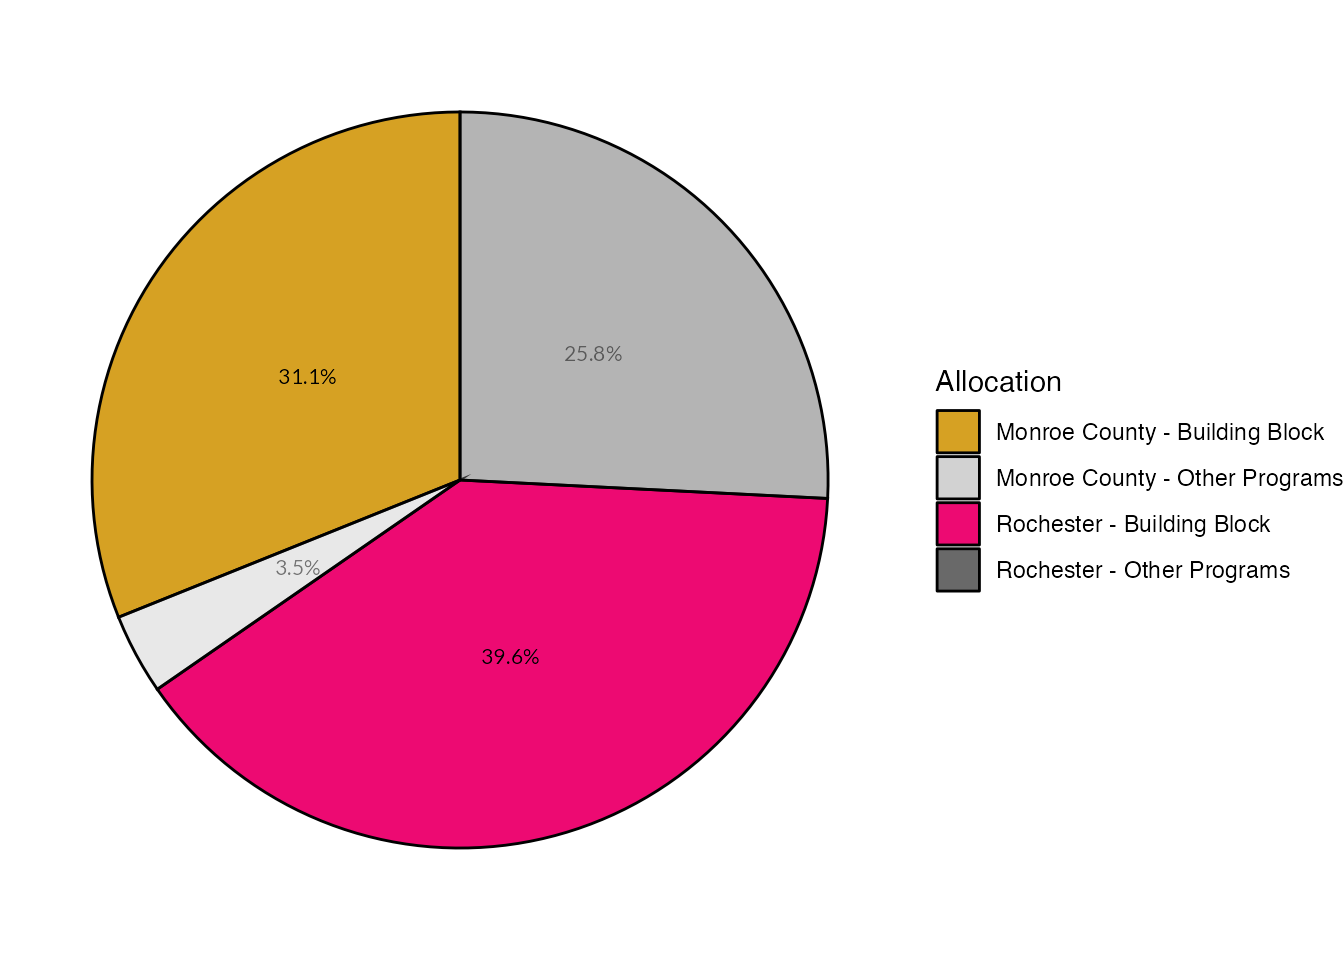 25.8%
31.1%
3.5%
39.6%
Allocation
Monroe County - Building Block
Monroe County - Other Programs
Rochester - Building Block
Rochester - Other Programs